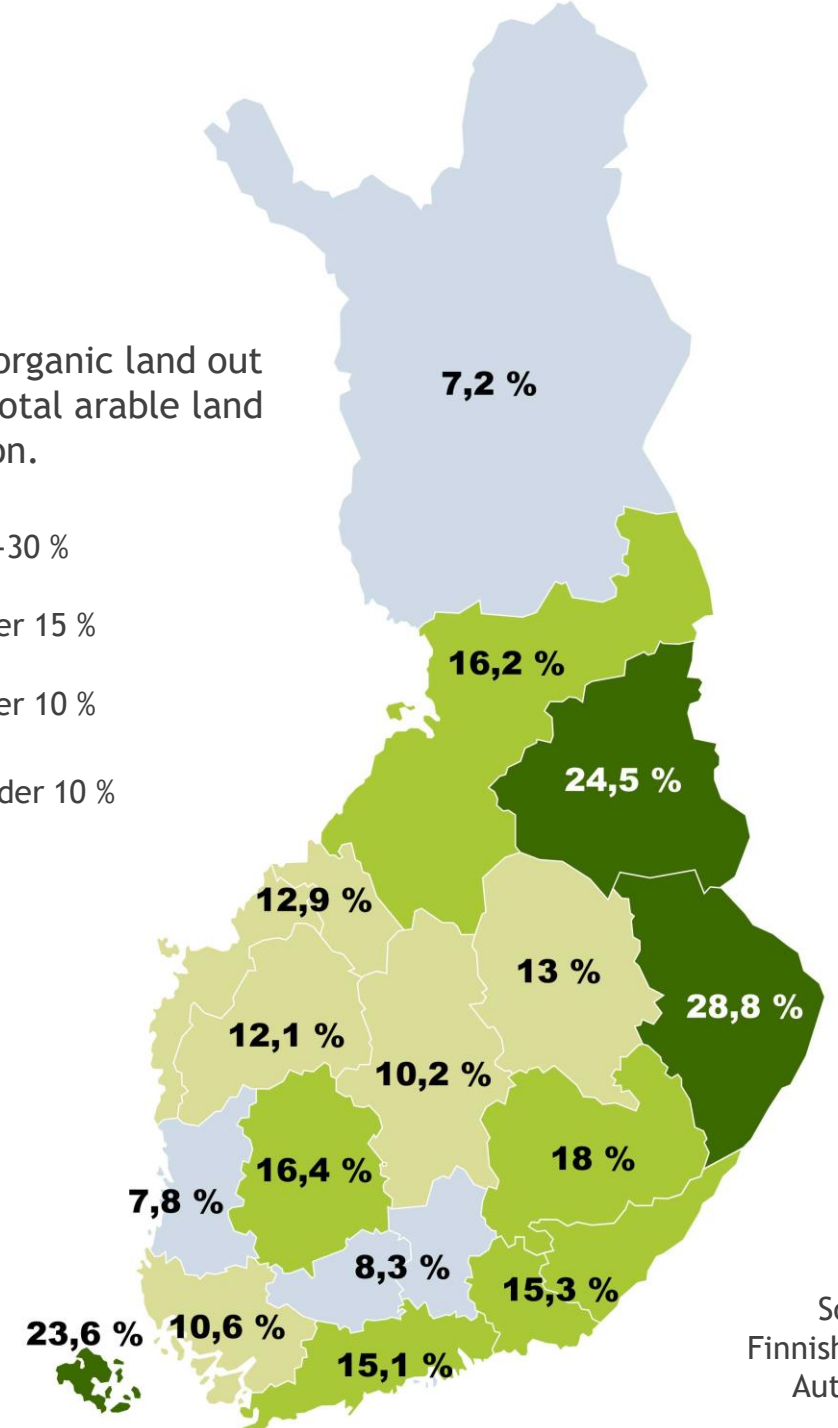 organic land out
otal arable land
on.
-30 %
er 15 %
er 10 %
der 10 %
7,2 %
16,2 %
24,5 %
12,9 %
13 %
28,8 %
12,1 %
10,2 %
16,4 %
18 %
7,8 %
8,3 %
15,3 %
23,6 %
10,6 %
15,1 %
So
Finnish
Aut